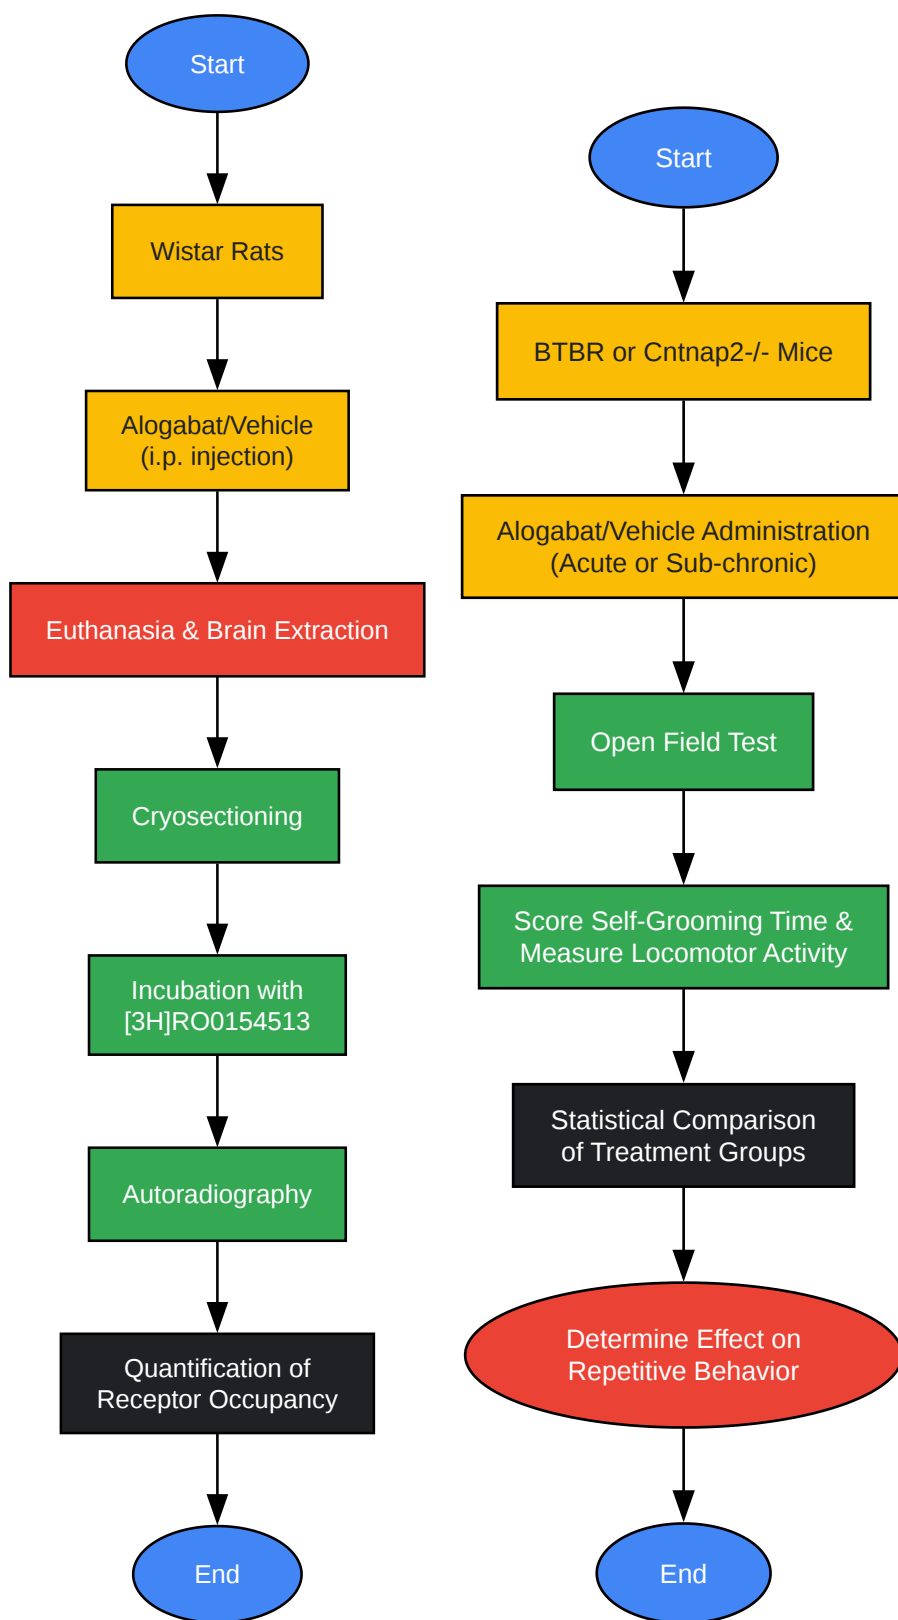 Start
Wistar Rats
Alogabat/Vehicle
(i.p. injection)
Euthanasia & Brain Extraction
Cryosectioning
Incubation with
[3H]RO0154513
Autoradiography
Quantification of
Receptor Occupancy
End
Start
BTBR or Cntnap2-/- Mice
Alogabat/Vehicle Administration
(Acute or Sub-chronic)
Open Field Test
Score Self-Grooming Time &
Measure Locomotor Activity
Statistical Comparison
of Treatment Groups
Determine Effect on
Repetitive Behavior
End